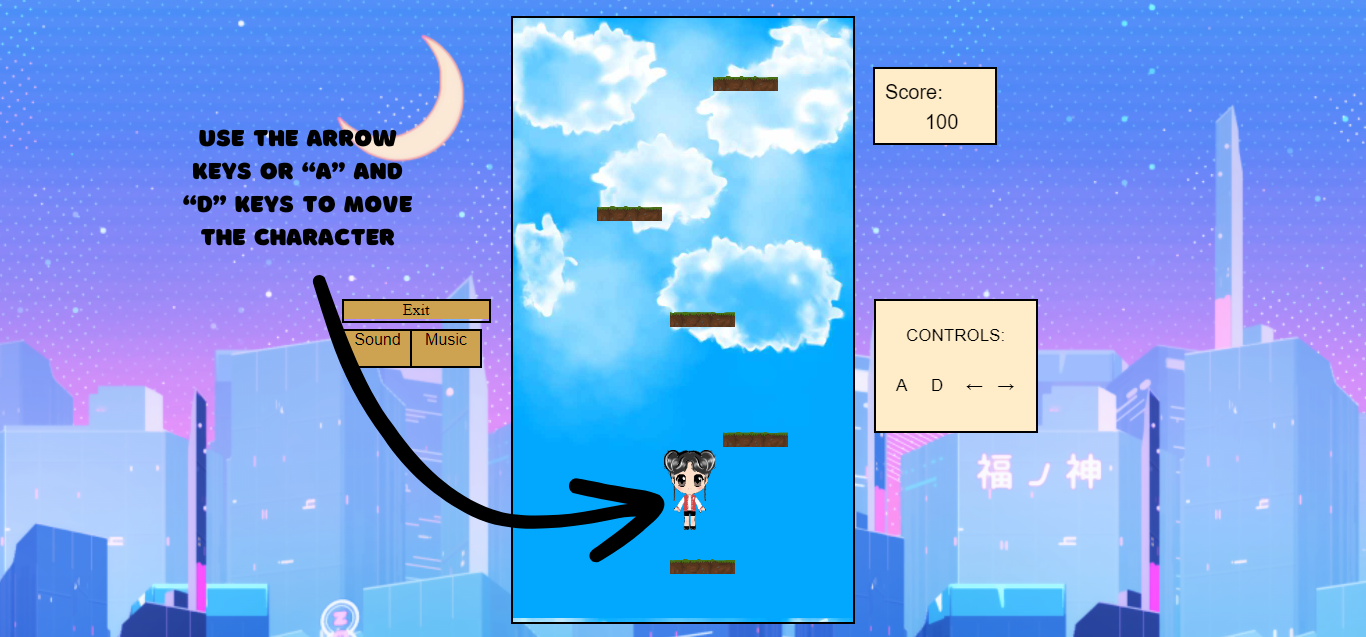 USE THE ARROW
KEYS OR “A” AND
“D” KEYS TO MOVE
THE CHARACTER
Exit
Sound Music
Score:
100
CONTROLS:
A D ← →
福ノ神
Z